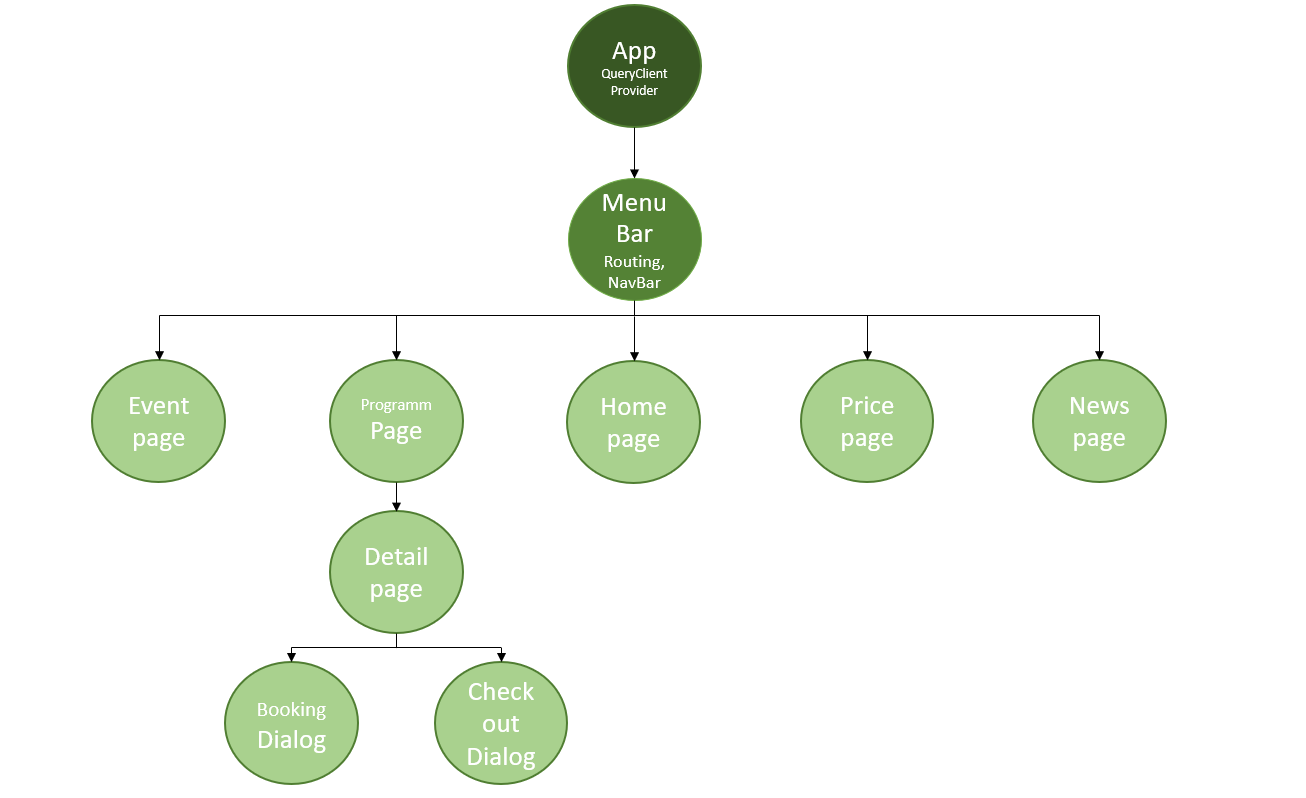 App
QueryClient
Provider
Menu
Bar
Routing,
NavBar
Event
page
Programm
Page
Home
page
Price
page
News
page
Detail
page
Booking
Dialog
Check
out
Dialog